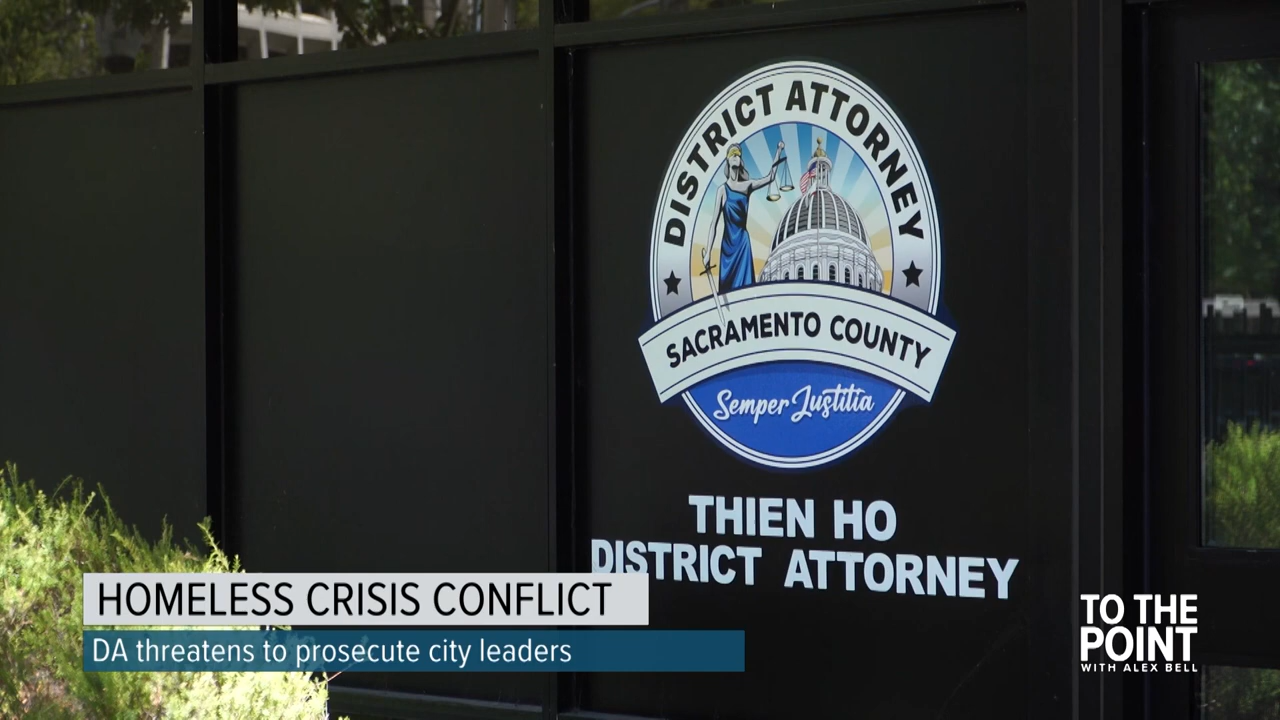 DISTRICT ATTORNEY
SACRAMENTO COUNTY
Semper Justitia
THIEN HO
DISTRICT ATTORNEY
HOMELESS CRISIS CONFLICT
DA threatens to prosecute city leaders
TO THE
POINT
WITH ALEX BELL